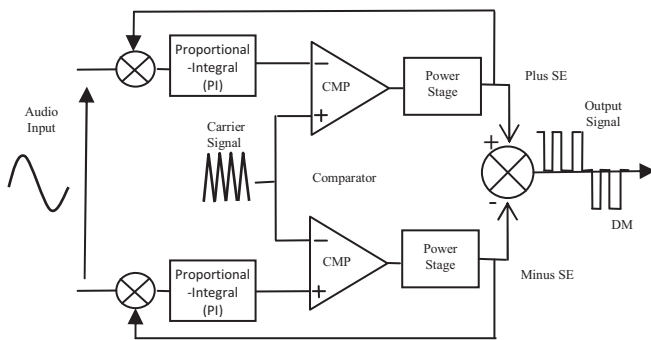 Proportional
-Integral
(PI)
−
+
CMP
Power
Stage
Plus SE
Audio
Input
Carrier
Signal
Comparator
Output
Signal
+
-
DM
Proportional
-Integral
(PI)
−
+
CMP
Power
Stage
Minus SE